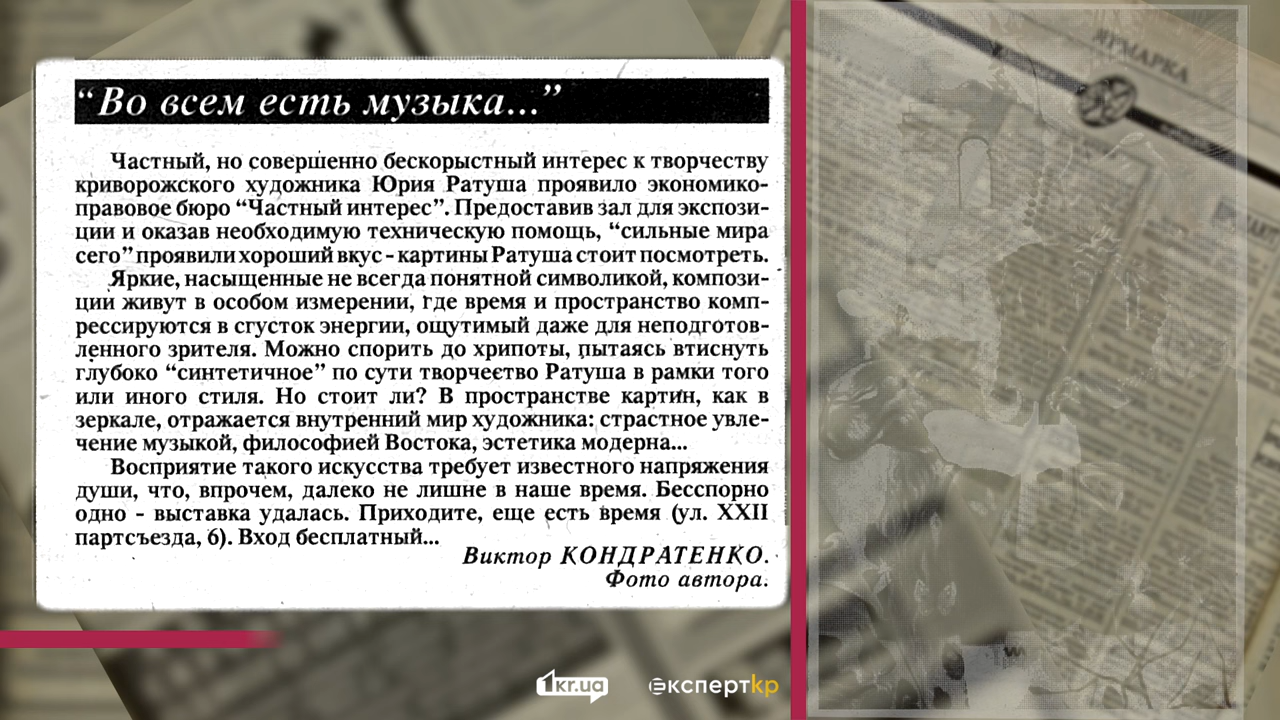 “Во всем есть музыка...”
Частный, но совершенно бескорыстный интерес к творчеству
криворожского художника Юрия Ратуша проявило экономико-
правовое бюро “Частный интерес”. Предоставив зал для экспози-
ции и оказав необходимую техническую помощь, “сильные мира
сего” проявили хороший вкус - картины Ратуша стоит посмотреть.
Яркие, насыщенные не всегда понятной символикой, компози-
ции живут в особом измерении, где время и пространство комп-
рессируются в сгусток энергии, ощутимый даже для неподготов-
ленного зрителя. Можно спорить до хрипоты, пытаясь втиснуть
глубоко “синтетичное” по сути творчество Ратуша в рамки того
или иного стиля. Но стоит ли? В пространстве картин, как в
зеркале, отражается внутренний мир художника: страстное увле-
чение музыкой, философией Востока, эстетика модерна...
Восприятие такого искусства требует известного напряжения
души, что, впрочем, далеко не лишне в наше время. Бесспорно
одно - выставка удалась. Приходите, еще есть время (ул. XXII
партсъезда, 6). Вход бесплатный...
Виктор КОНДРАТЕНКО.
Фото автора.
ЯРМАРКА
1kr.ua
експертkp